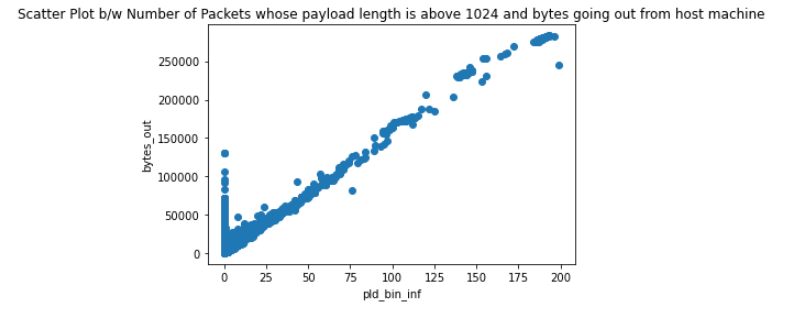 Scatter Plot b/w Number of Packets whose payload length is above 1024 and bytes going out from host machine
250000
200000
150000
100000
50000
0
bytes_out
0 25 50 75 100 125 150 175 200
pld_bin_inf